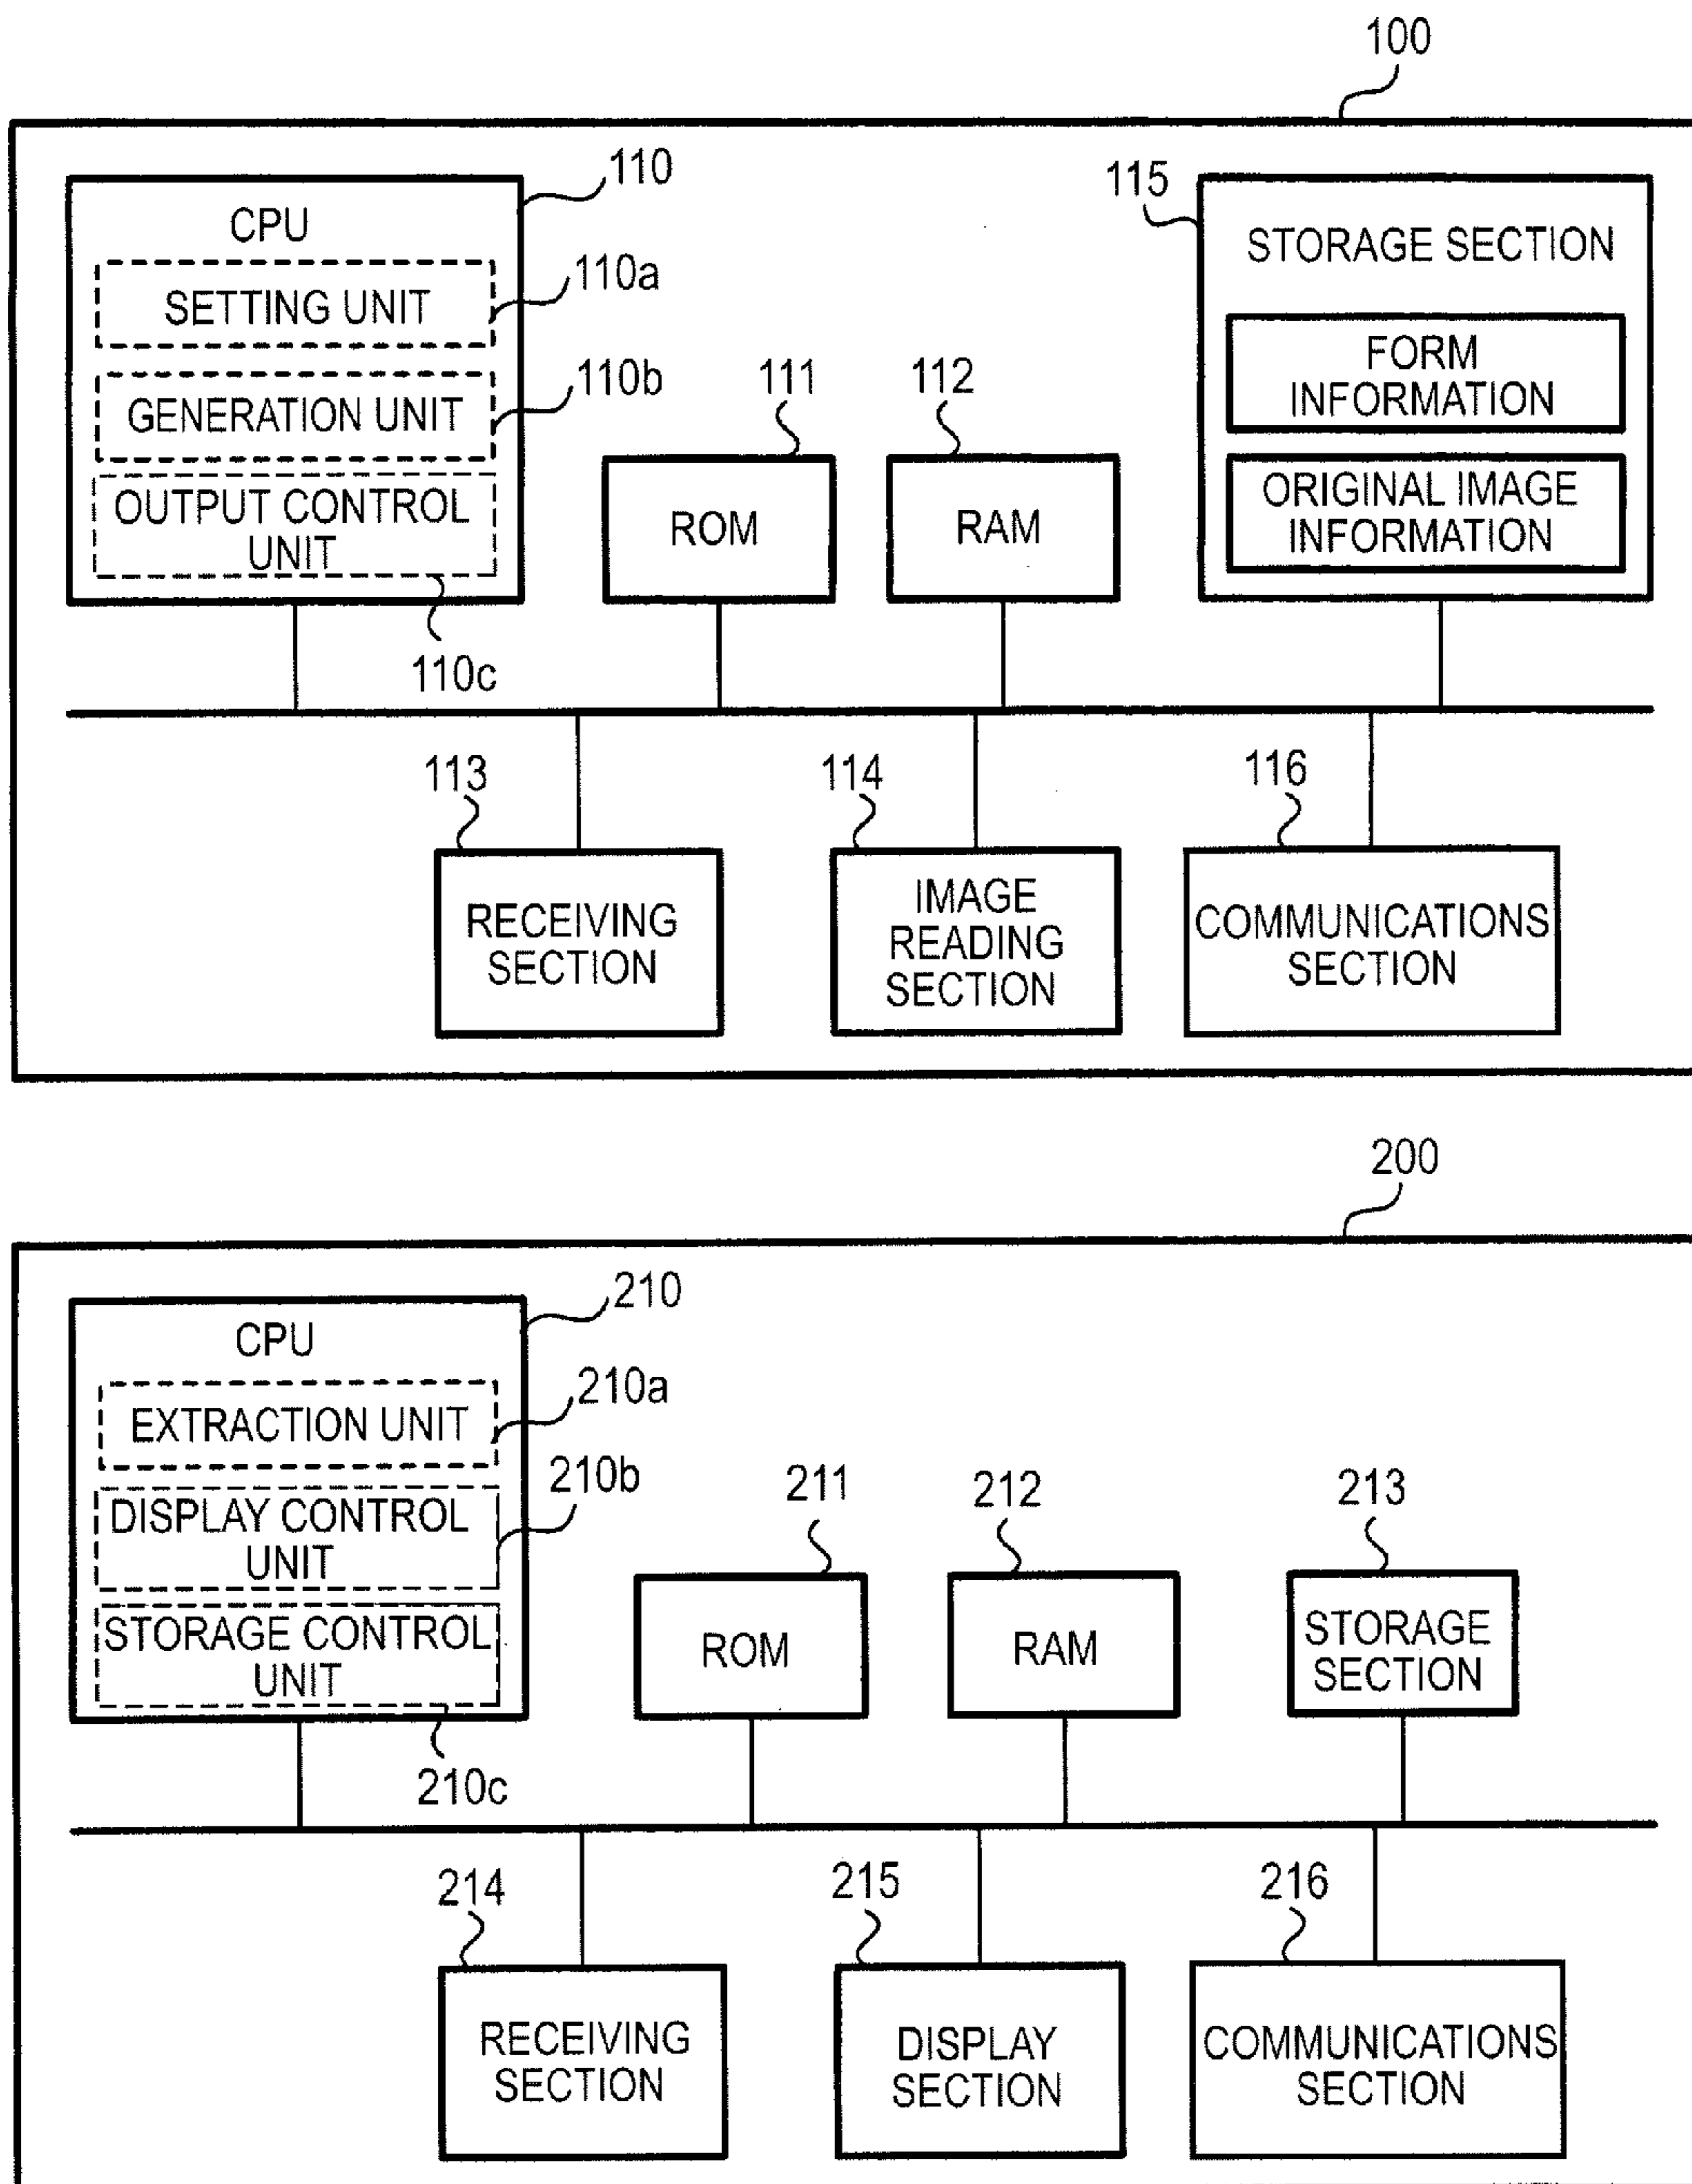 100
110
CPU
SETTING UNIT
110a
GENERATION UNIT
110b
OUTPUT CONTROL
UNIT
110c
111
ROM
112
RAM
115
STORAGE SECTION
FORM
INFORMATION
ORIGINAL IMAGE
INFORMATION
113
RECEIVING
SECTION
114
IMAGE
READING
SECTION
116
COMMUNICATIONS
SECTION
200
210
CPU
EXTRACTION UNIT
210a
210b
DISPLAY CONTROL
UNIT
STORAGE CONTROL
UNIT
210c
211
ROM
212
RAM
213
STORAGE
SECTION
214
RECEIVING
SECTION
215
DISPLAY
SECTION
216
COMMUNICATIONS
SECTION